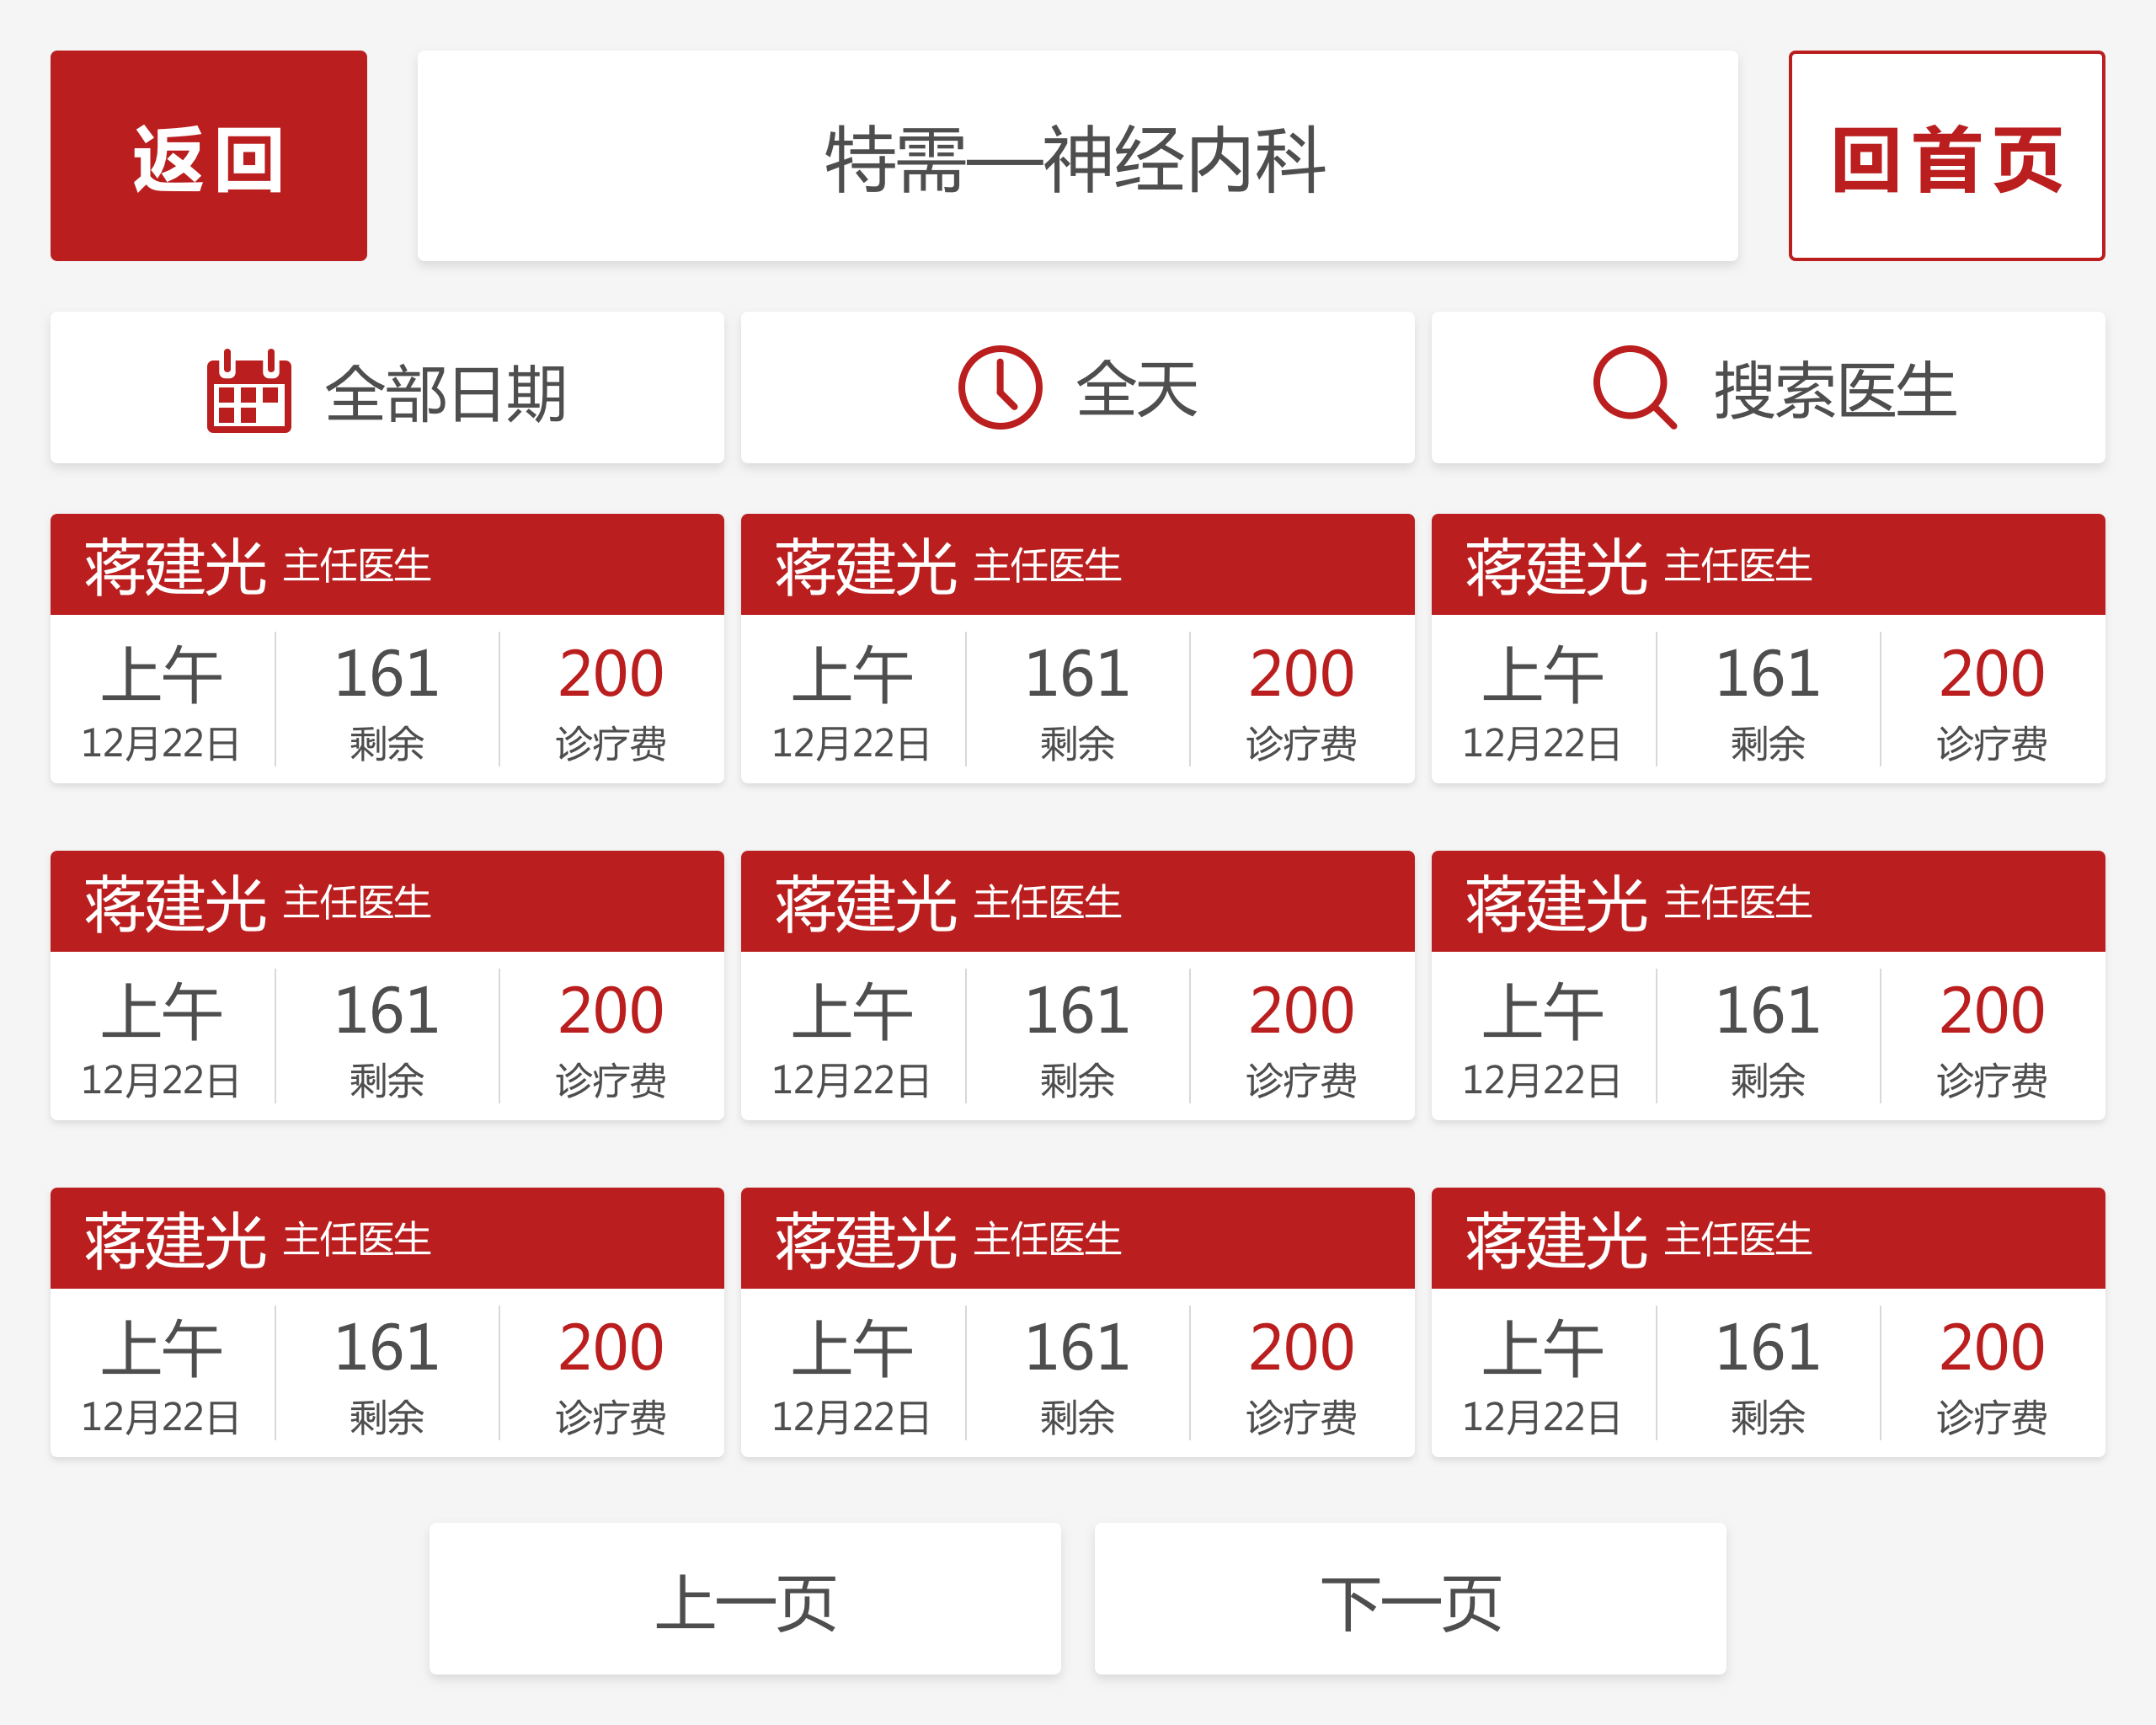 返回
特需—神经内科
回首页
全部日期
全天
搜索医生
蒋建光 主任医生
上午 161 200
12月22日 剩余 诊疗费
蒋建光 主任医生
上午 161 200
12月22日 剩余 诊疗费
蒋建光 主任医生
上午 161 200
12月22日 剩余 诊疗费
蒋建光 主任医生
上午 161 200
12月22日 剩余 诊疗费
蒋建光 主任医生
上午 161 200
12月22日 剩余 诊疗费
蒋建光 主任医生
上午 161 200
12月22日 剩余 诊疗费
蒋建光 主任医生
上午 161 200
12月22日 剩余 诊疗费
蒋建光 主任医生
上午 161 200
12月22日 剩余 诊疗费
蒋建光 主任医生
上午 161 200
12月22日 剩余 诊疗费
上一页
下一页